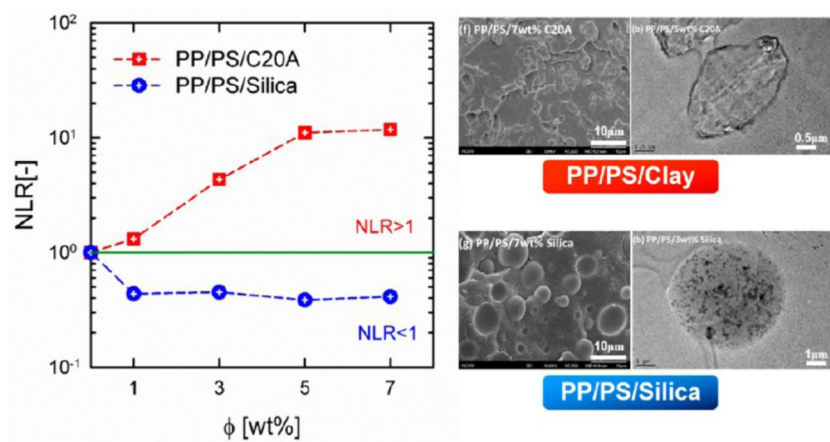 10²
PP/PS/C20A
PP/PS/Silica
10¹
NLR>1
10⁰
NLR<1
10⁻¹
NLR[-]
1 3 5 7
ϕ [wt%]
(f) PP/PS/7wt% C20A
10μm
(b) PP/PS/5wt% C20A
0.5μm
PP/PS/Clay
(g) PP/PS/7wt% Silica
10μm
(b) PP/PS/3wt% Silica
1μm
PP/PS/Silica